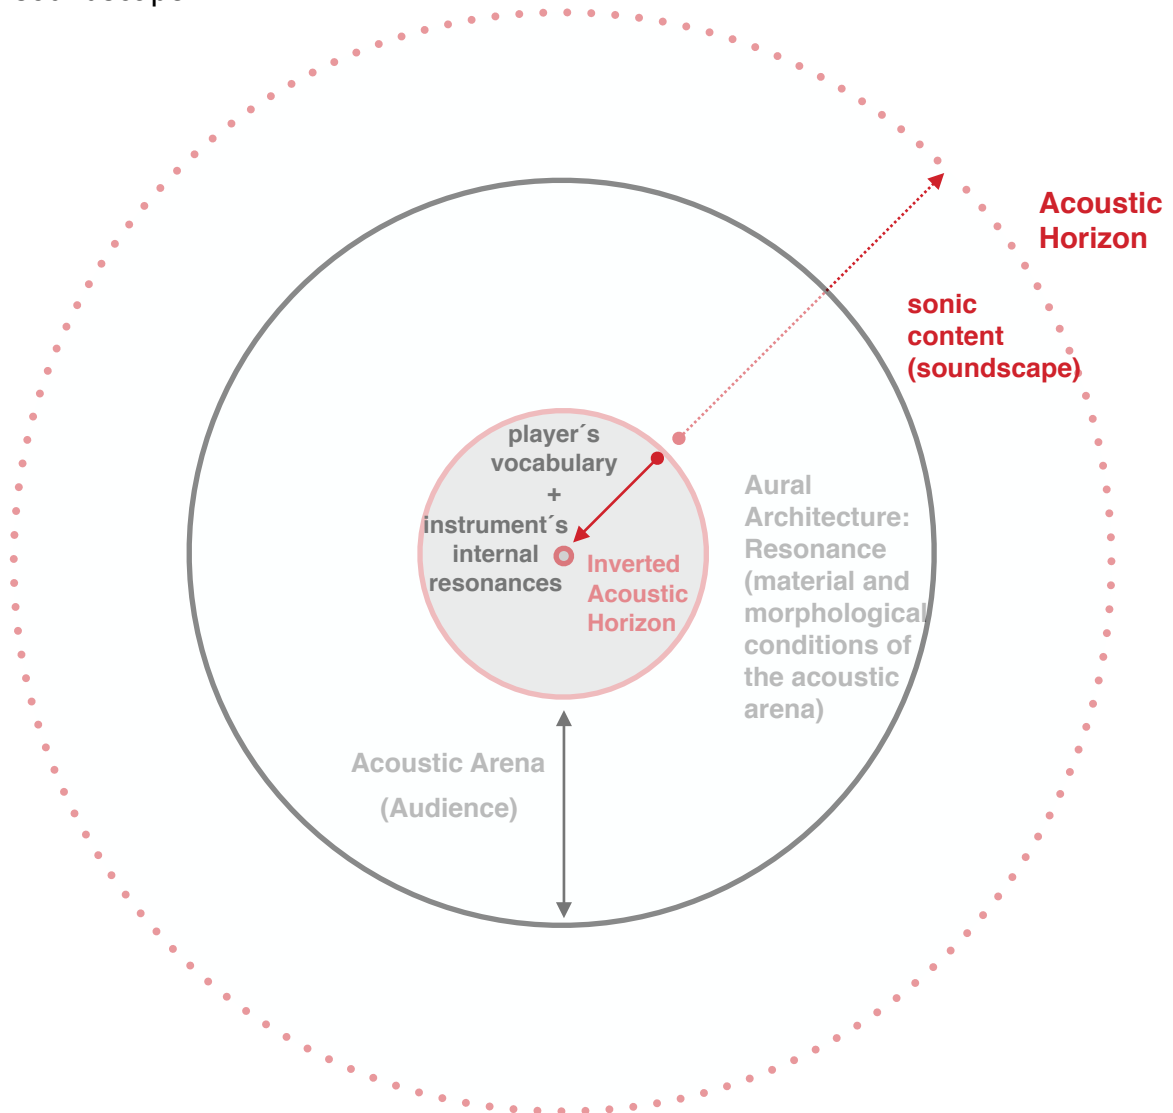 Acoustic
Horizon
sonic
content
(soundscape)
player´s
vocabulary
+
instrument´s
internal
resonances
Inverted
Acoustic
Horizon
Aural
Architecture:
Resonance
(material and
morphological
conditions of
the acoustic
arena)
Acoustic Arena
(Audience)